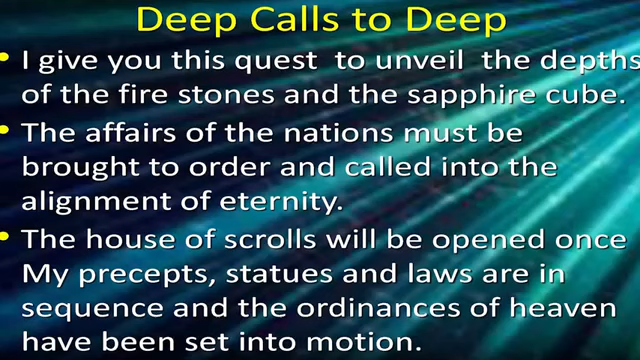 Deep Calls to Deep
• I give you this quest to unveil the depths
of the fire stones and the sapphire cube.
• The affairs of the nations must be
brought to order and called into the
alignment of eternity.
• The house of scrolls will be opened once
My precepts, statues and laws are in
sequence and the ordinances of heaven
have been set into motion.